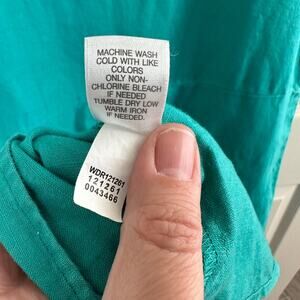 MACHINE WASH
COLD WITH LIKE
COLORS
ONLY NON-
CHLORINE BLEACH
IF NEEDED
TUMBLE DRY LOW
WARM IRON
IF NEEDED.
WDR121261
121261
0043466